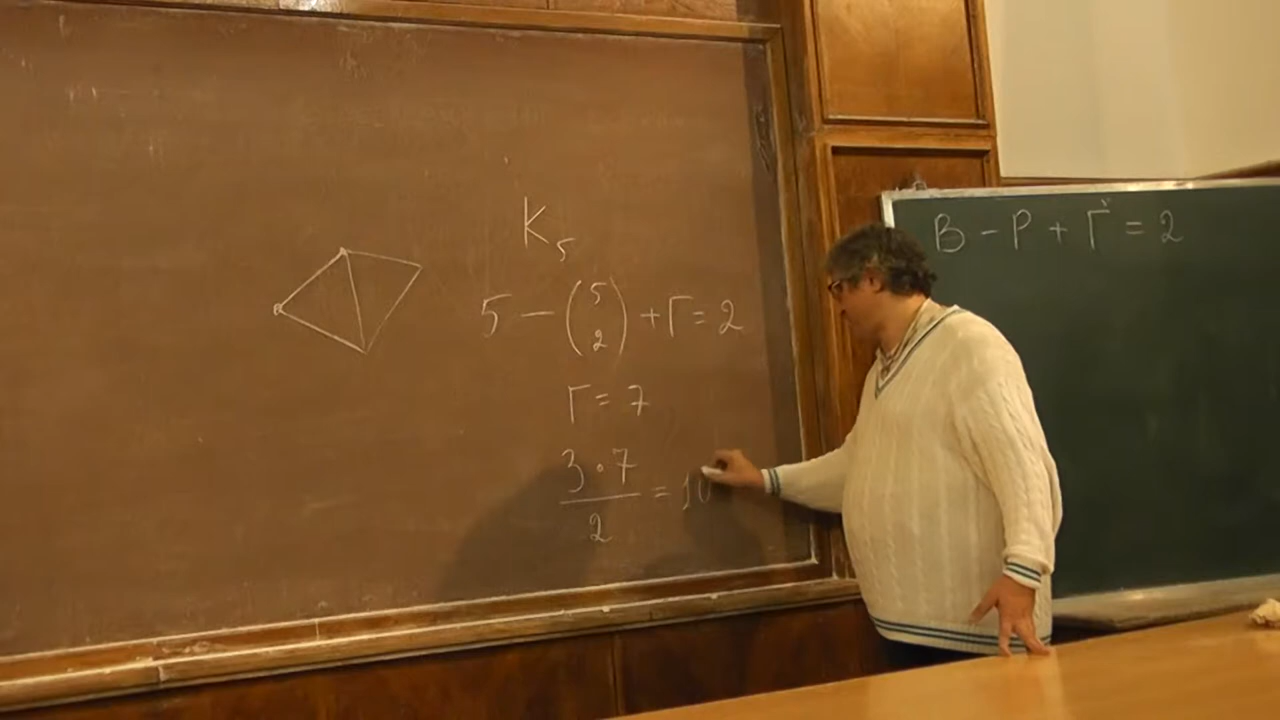 K₅
5 − (5 2) + Г = 2
Г = 7
3 · 7 / 2 = 10
В − Р + Г = 2